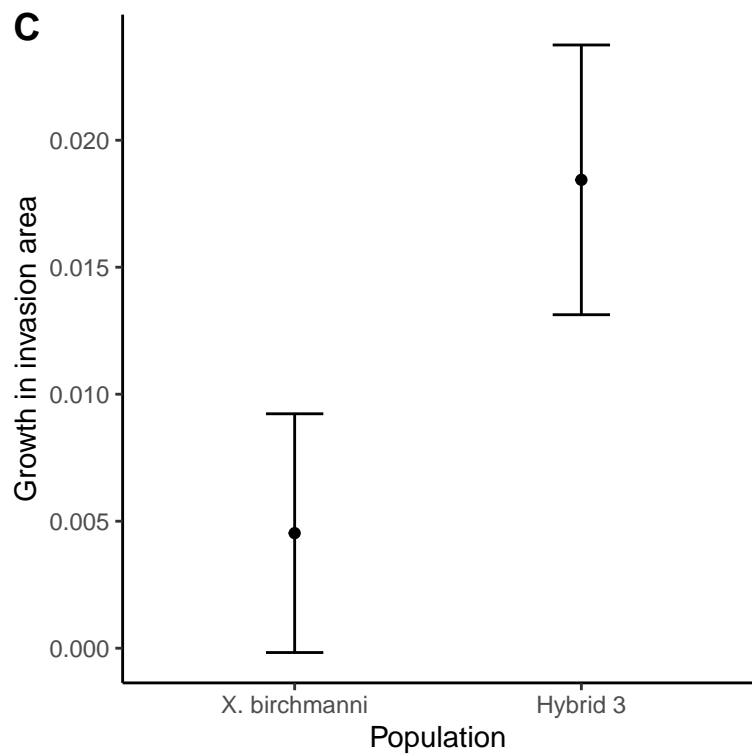 C
Growth in invasion area
0.020
0.015
0.010
0.005
0.000
X. birchmanni
Hybrid 3
Population